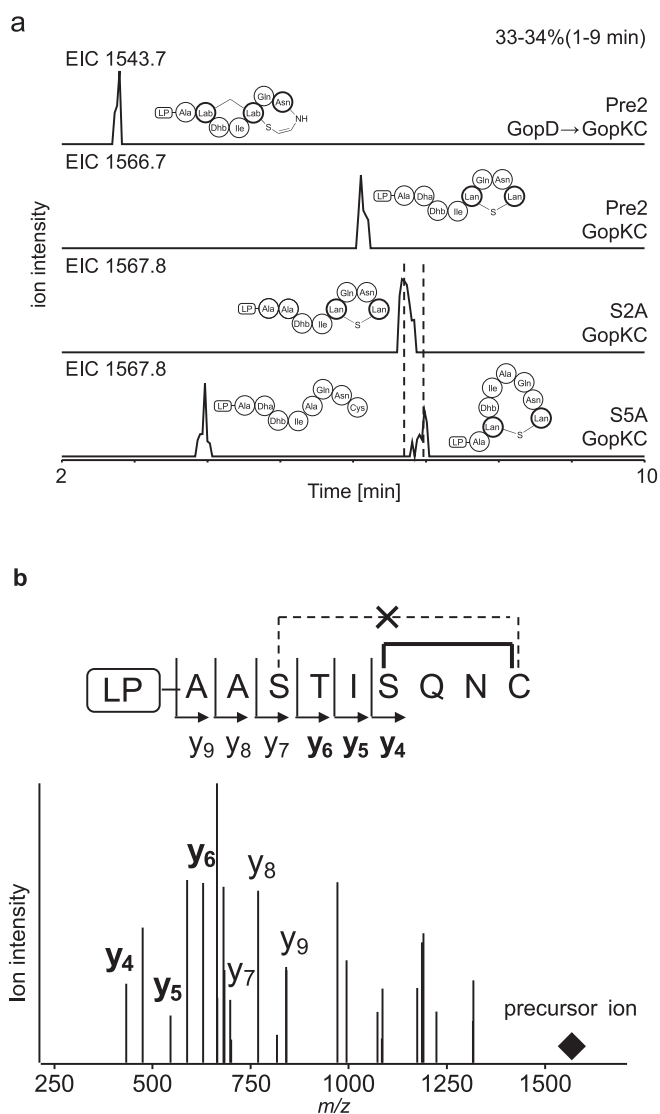 a
33-34%(1-9 min)
EIC 1543.7
LP Ala Lab Dhb Ile Lab Gln Asn S NH
Pre2
GopD→GopKC
EIC 1566.7
LP Ala Dha Dhb Ile Lan Gln Asn Lan S
Pre2
GopKC
EIC 1567.8
LP Ala Ala Dhb Ile Lan Gln Asn Lan S
S2A
GopKC
EIC 1567.8
LP Ala Dha Dhb Ile Ala Gln Asn Cys
LP Ala Lan Dhb Ile Ala Gln Asn Lan S
S5A
GopKC
ion intensity
2 10
Time [min]
b
LP A A S T I S Q N C
y9 y8 y7 y6 y5 y4
y6
y8
y4
y5
y7
y9
precursor ion
Ion intensity
250 500 750 1000 1250 1500
m/z